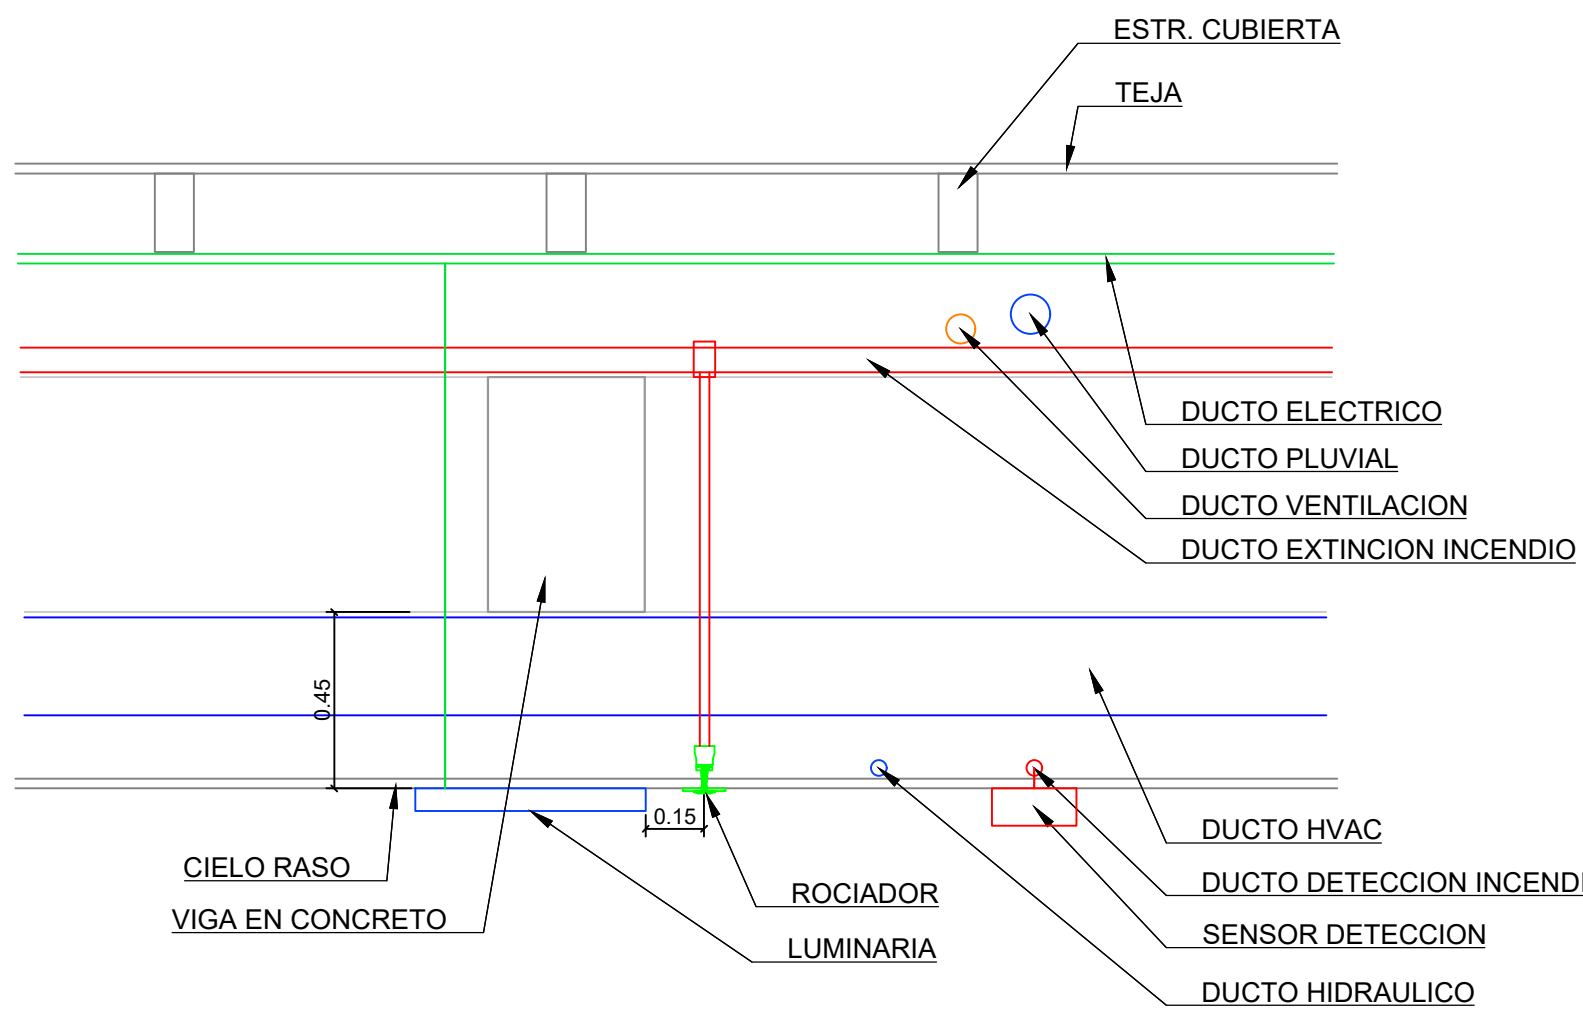 ESTR. CUBIERTA
TEJA
DUCTO ELECTRICO
DUCTO PLUVIAL
DUCTO VENTILACION
DUCTO EXTINCION INCENDIO
0.45
0.15
DUCTO HVAC
CIELO RASO
DUCTO DETECCION INCENDI
ROCIADOR
VIGA EN CONCRETO
SENSOR DETECCION
LUMINARIA
DUCTO HIDRAULICO